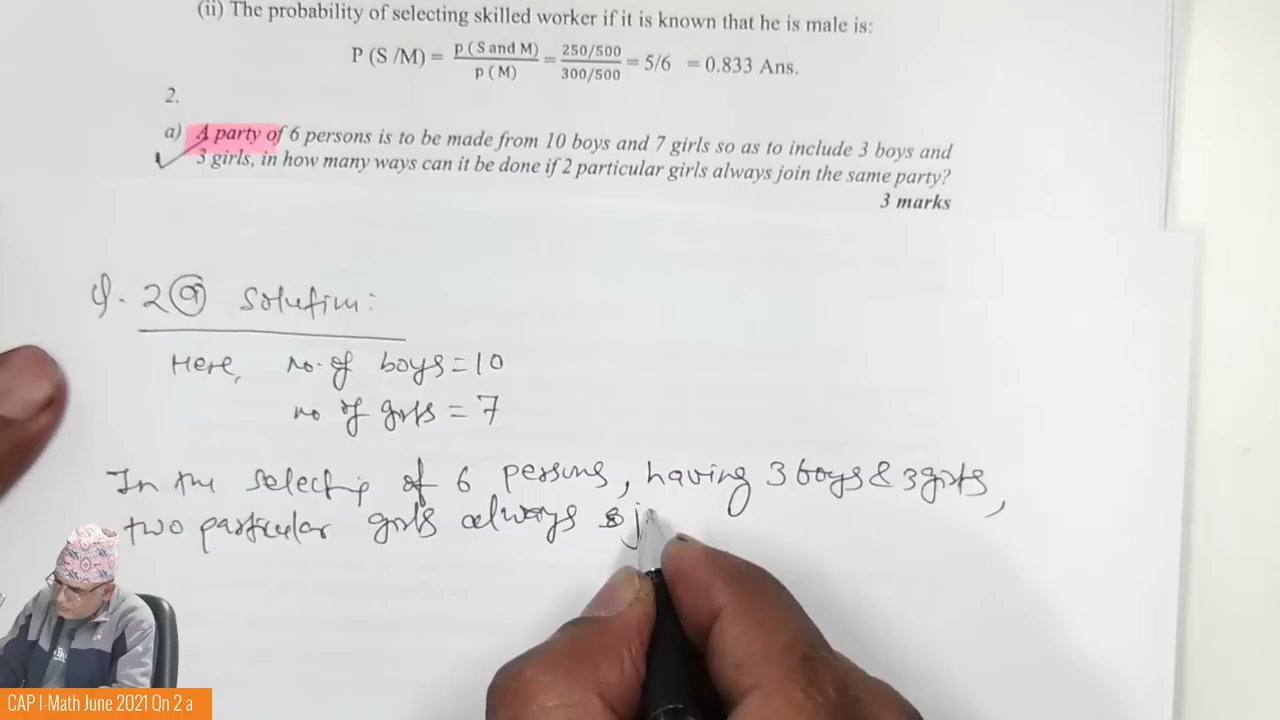 (ii) The probability of selecting skilled worker if it is known that he is male is:
P (S /M) = p ( S and M) / p ( M ) = 250/500 / 300/500 = 5/6 = 0.833 Ans.
2.
a) A party of 6 persons is to be made from 10 boys and 7 girls so as to include 3 boys and
3 girls, in how many ways can it be done if 2 particular girls always join the same party?
3 marks
Q. 2 a Solution:
Here, no. of boys = 10
no of girls = 7
In the selection of 6 persons, having 3 boys & 3 girls,
two particular girls always
CAP I-Math June 2021 Qn 2 a